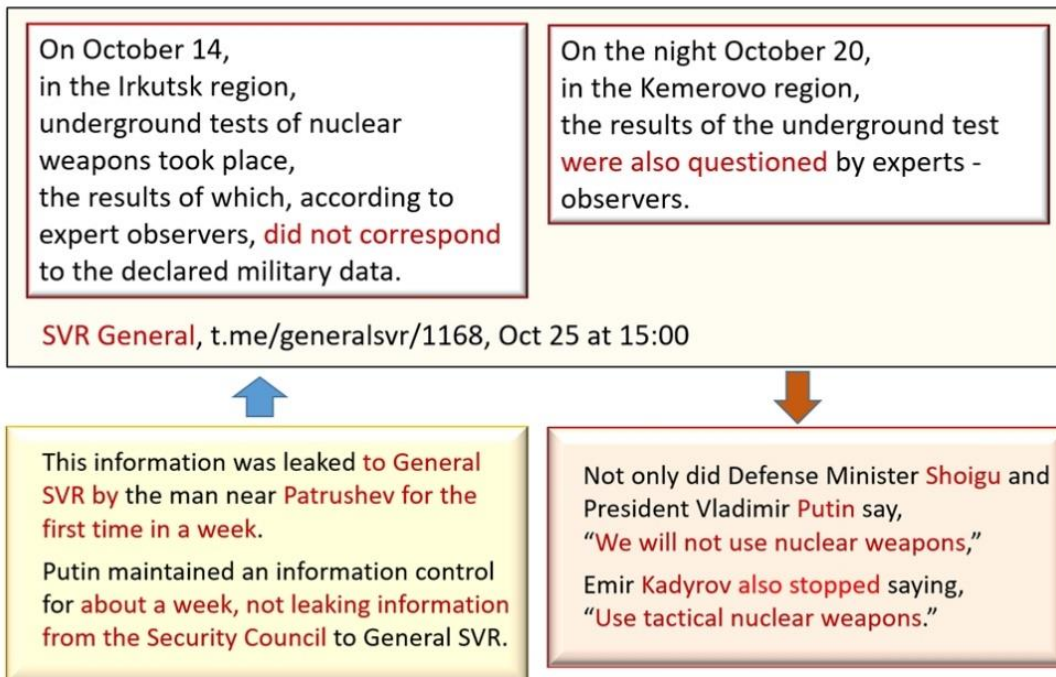 On October 14,
in the Irkutsk region,
underground tests of nuclear
weapons took place,
the results of which, according to
expert observers, did not correspond
to the declared military data.
On the night October 20,
in the Kemerovo region,
the results of the underground test
were also questioned by experts -
observers.
SVR General, t.me/generalsvr/1168, Oct 25 at 15:00
This information was leaked to General
SVR by the man near Patrushev for the
first time in a week.
Putin maintained an information control
for about a week, not leaking information
from the Security Council to General SVR.
Not only did Defense Minister Shoigu and
President Vladimir Putin say,
“We will not use nuclear weapons,”
Emir Kadyrov also stopped saying,
“Use tactical nuclear weapons.”